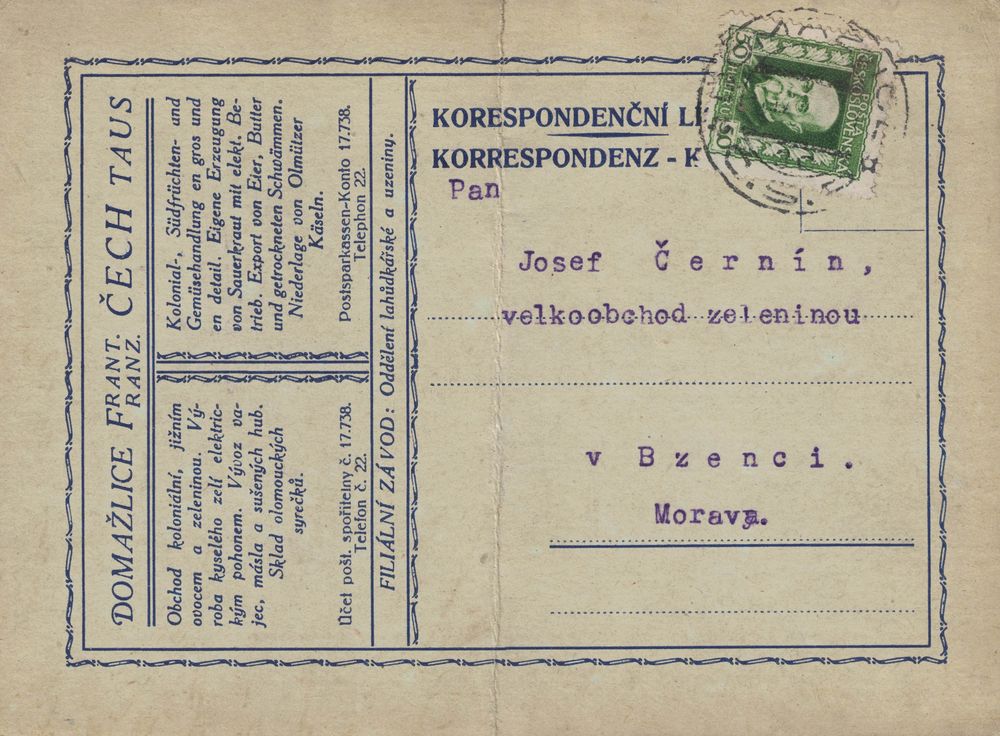 DOMAŽLICE FRANT. ČECH TAUS
RANZ.
Obchod koloniální, jižním
ovocem a zeleninou. Vý-
roba kyselého zelí elektric-
kým pohonem. Vývoz va-
jec, másla a sušených hub.
Sklad olomouckých
syrečků.
Účet pošt. spořitelny č. 17.738.
Telefon č. 22.
Kolonial-, Südfrüchten- und
Gemüsehandlung en gros und
en detail. Eigene Erzeugung
von Sauerkraut mit elekt. Be-
trieb. Export von Eier, Butter
und getrockneten Schwämmen.
Niederlage von Olmützer
Käseln.
Postsparkassen-Konto 17.738.
Telephon 22.
FILIÁLNÍ ZÁVOD: Oddělení lahůdkářské a uzeniny.
KORESPONDENČNÍ
KORRESPONDENZ -
Pan
Josef Černín,
velkoobchod zeleninou
v Bzenci.
Morava.
50 50
POŠTA
ČESKOSLOVENSKÁ